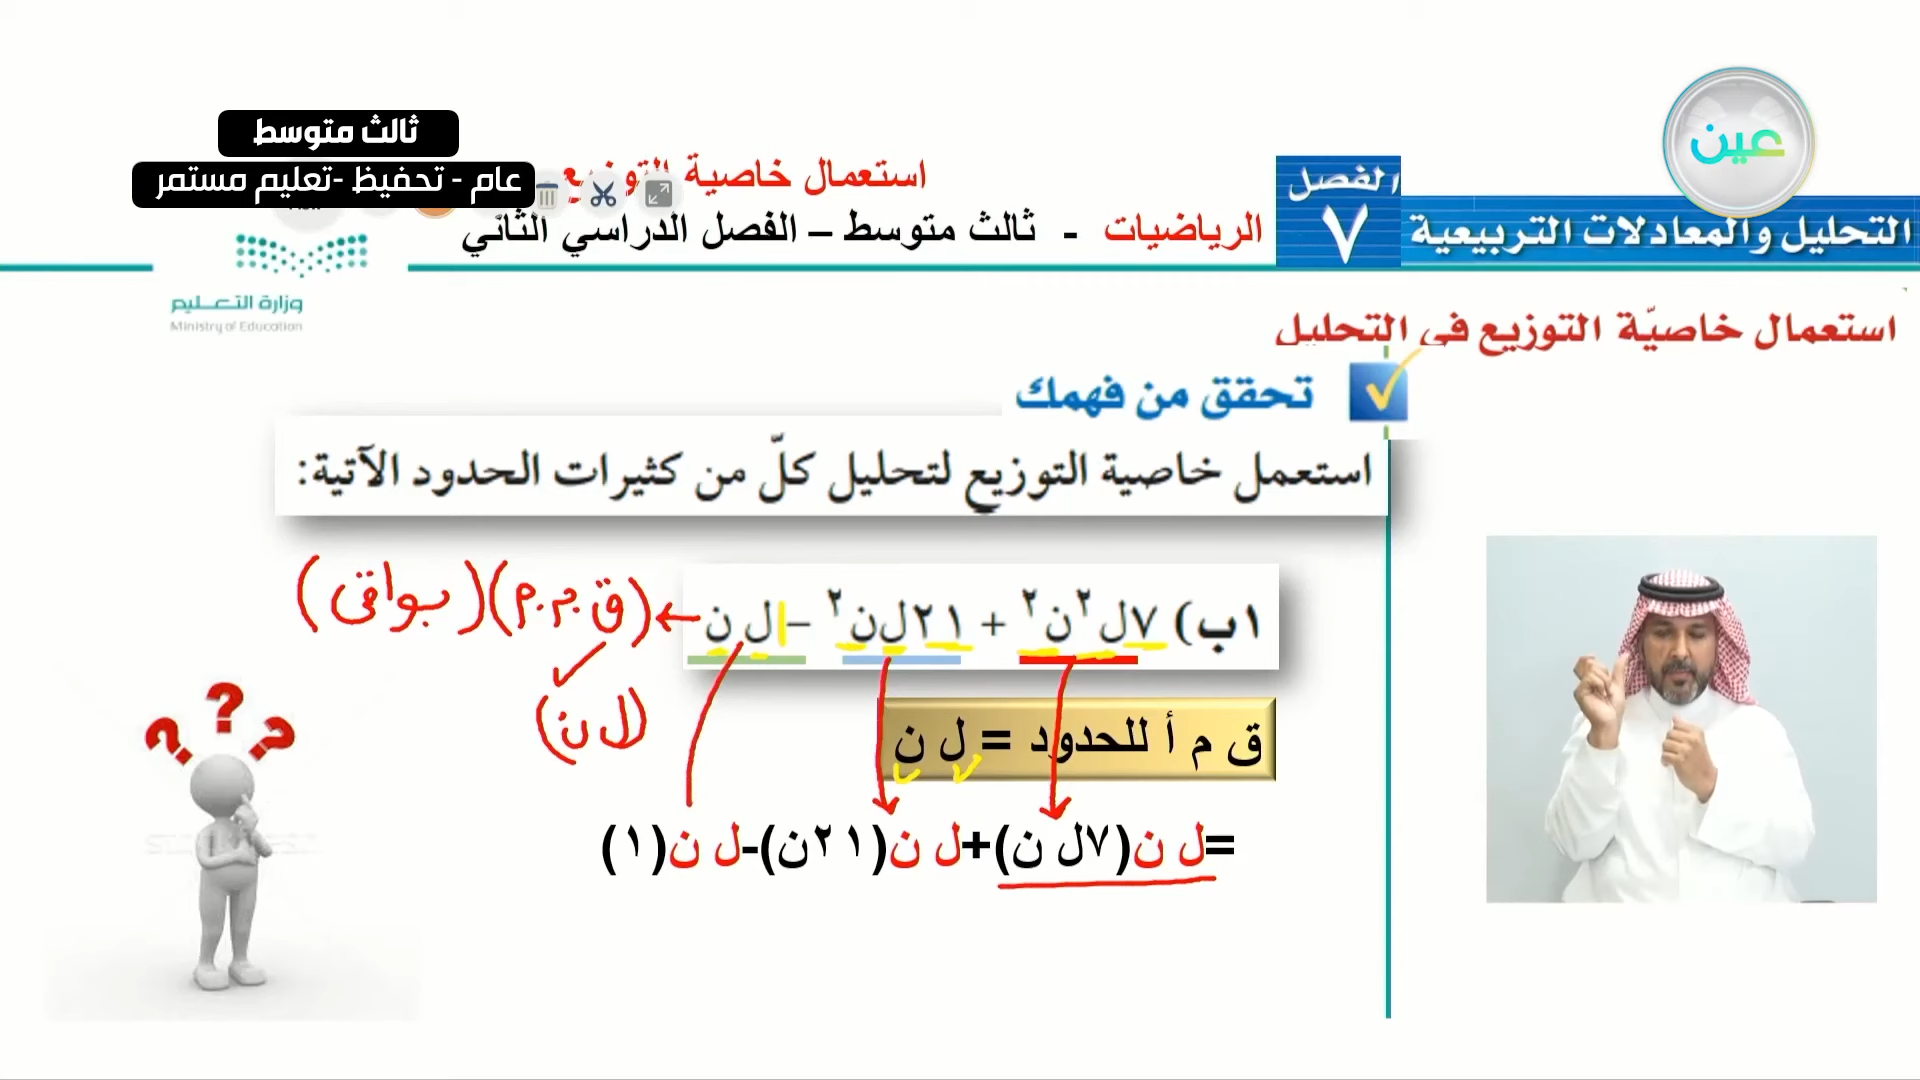 عين
ثالث متوسط
عام - تحفيظ -تعليم مستمر
استعمال خاصية التوزيع
الفصل ٧
التحليل والمعادلات التربيعية
الرياضيات - ثالث متوسط – الفصل الدراسي الثاني
وزارة التعليم
Ministry of Education
استعمال خاصيّة التوزيع في التحليل
تحقق من فهمك
استعمل خاصية التوزيع لتحليل كلّ من كثيرات الحدود الآتية:
١ب) ٧ل²ن² + ٢١ل ن² – ل ن
(ق.م.م)(بواقي)
(ل ن)
ق م أ للحدود = ل ن
=ل ن(٧ل ن)+ل ن(٢١ن)-ل ن(١)
???